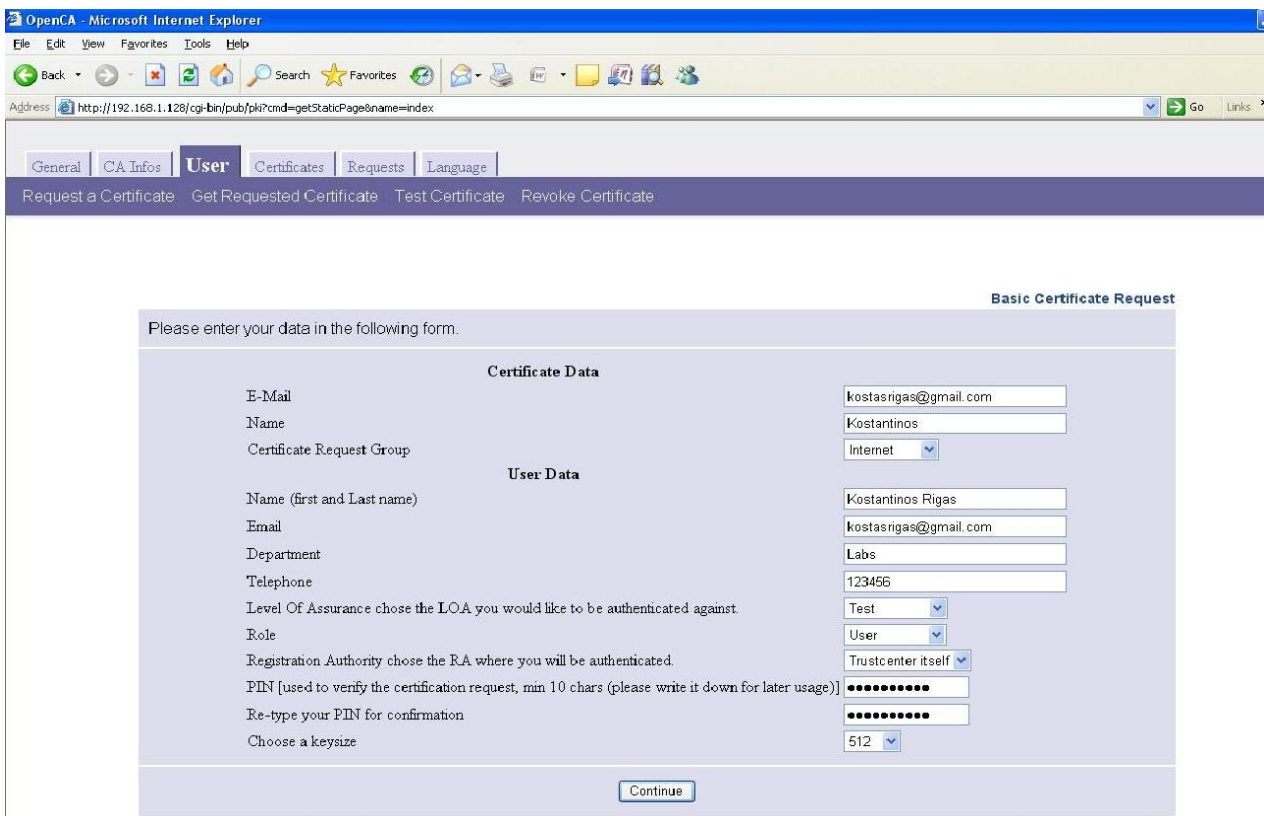 OpenCA - Microsoft Internet Explorer
File Edit View Favorites Tools Help
Back Search Favorites
Address http://192.168.1.128/cgi-bin/pub/pki?cmd=getStaticPage&name=index Go Links
General CA Infos User Certificates Requests Language
Request a Certificate Get Requested Certificate Test Certificate Revoke Certificate
Basic Certificate Request
Please enter your data in the following form.
Certificate Data
E-Mail kostasrigas@gmail.com
Name Kostantinos
Certificate Request Group Internet
User Data
Name (first and Last name) Kostantinos Rigas
Email kostasrigas@gmail.com
Department Labs
Telephone 123456
Level Of Assurance chose the LOA you would like to be authenticated against. Test
Role User
Registration Authority chose the RA where you will be authenticated. Trustcenter itself
PIN [used to verify the certification request, min 10 chars (please write it down for later usage)] ●●●●●●●●●●
Re-type your PIN for confirmation ●●●●●●●●●●
Choose a keysize 512
Continue